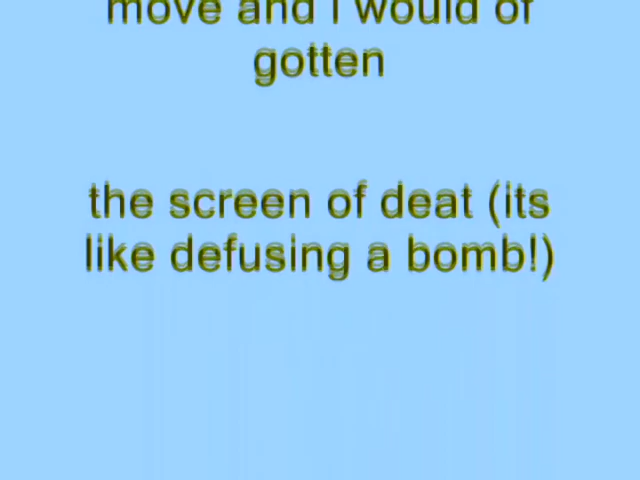 move and I would of
gotten
the screen of deat (its
like defusing a bomb!)